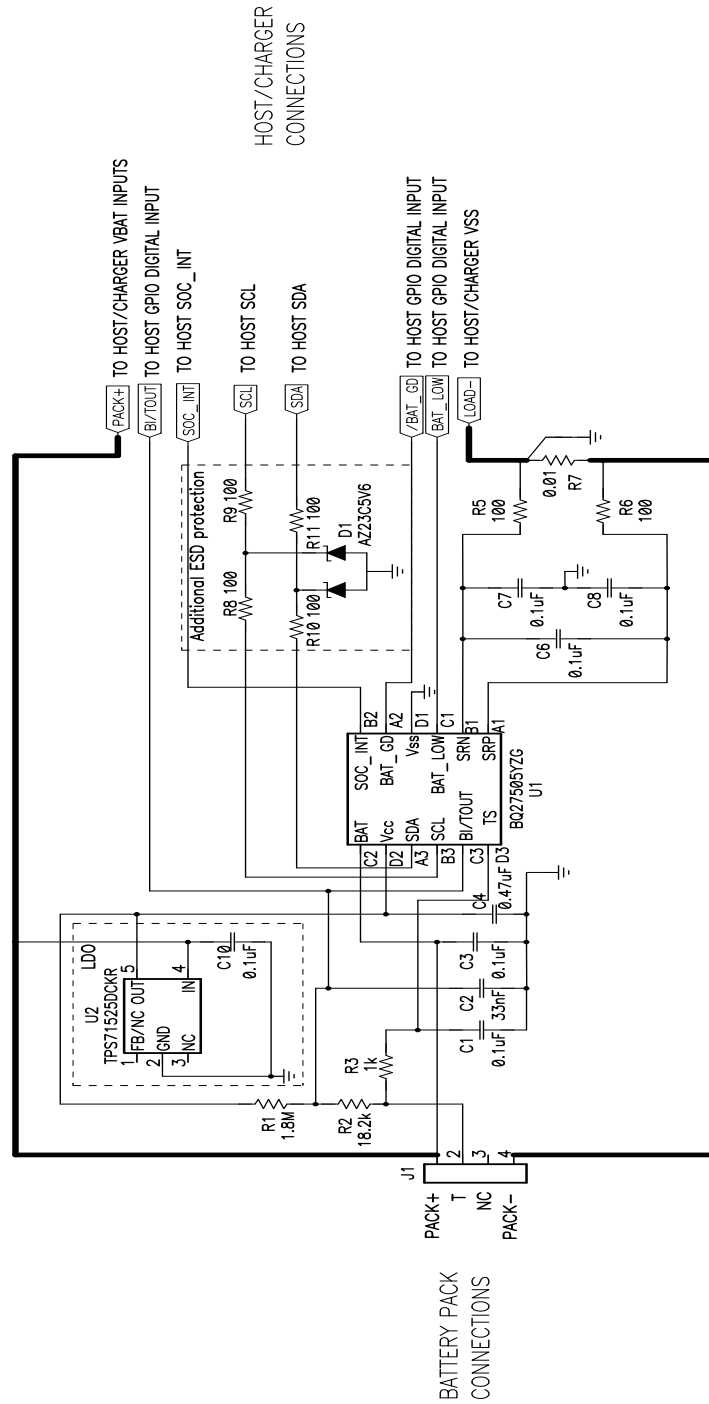 HOST/CHARGER
CONNECTIONS
PACK+ TO HOST/CHARGER VBAT INPUTS
BI/TOUT TO HOST GPIO DIGITAL INPUT
SOC_INT TO HOST SOC_INT
SCL TO HOST SCL
SDA TO HOST SDA
/BAT_GD TO HOST GPIO DIGITAL INPUT
BAT_LOW TO HOST GPIO DIGITAL INPUT
LOAD- TO HOST/CHARGER VSS
Additional ESD protection
R9 100
R8 100
R11 100
R10 100
D1
AZ23C5V6
R5
100
0.01
R7
R6
100
C7
0.1uF
C8
0.1uF
C6
0.1uF
LDO
U2
TPS71525DCKR
1 FB/NC OUT 5
2 GND
3 NC IN 4
C10
0.1uF
BAT C2
Vcc D2
SDA A3
SCL B3
BI/TOUT C3
TS D3
SOC_INT B2
BAT_GD A2
Vss D1
BAT_LOW C1
SRN B1
SRP A1
BQ27505YZG
U1
R1
1.8M
R2
18.2k
R3
1k
C1
0.1uF
C2
33nF
C3
0.1uF
C4
0.47uF
J1
PACK+
T 2
NC 3
PACK- 4
BATTERY PACK
CONNECTIONS